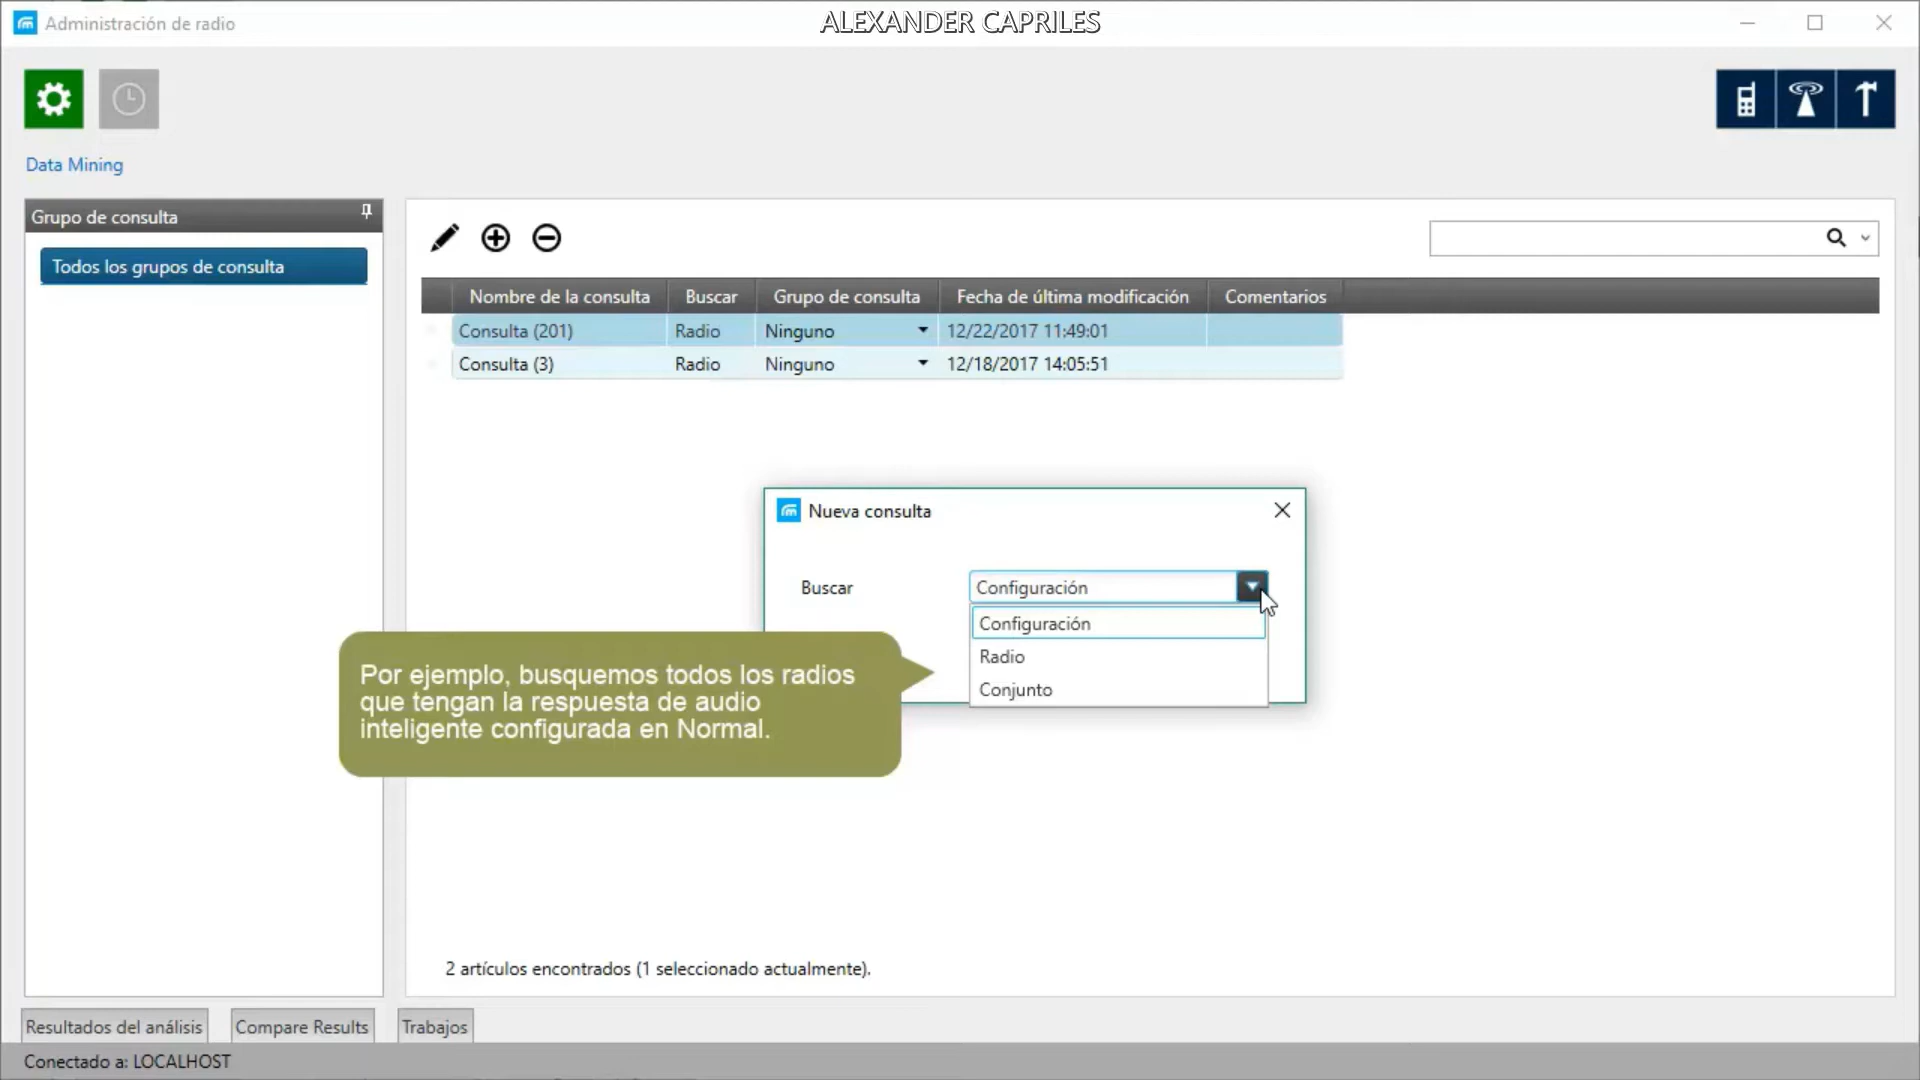 Administración de radio
ALEXANDER CAPRILES
Data Mining
Grupo de consulta
Todos los grupos de consulta
Nombre de la consulta Buscar Grupo de consulta Fecha de última modificación Comentarios
Consulta (201) Radio Ninguno 12/22/2017 11:49:01
Consulta (3) Radio Ninguno 12/18/2017 14:05:51
Nueva consulta
Buscar Configuración
Configuración
Radio
Conjunto
Por ejemplo, busquemos todos los radios
que tengan la respuesta de audio
inteligente configurada en Normal.
2 artículos encontrados (1 seleccionado actualmente).
Resultados del análisis Compare Results Trabajos
Conectado a: LOCALHOST